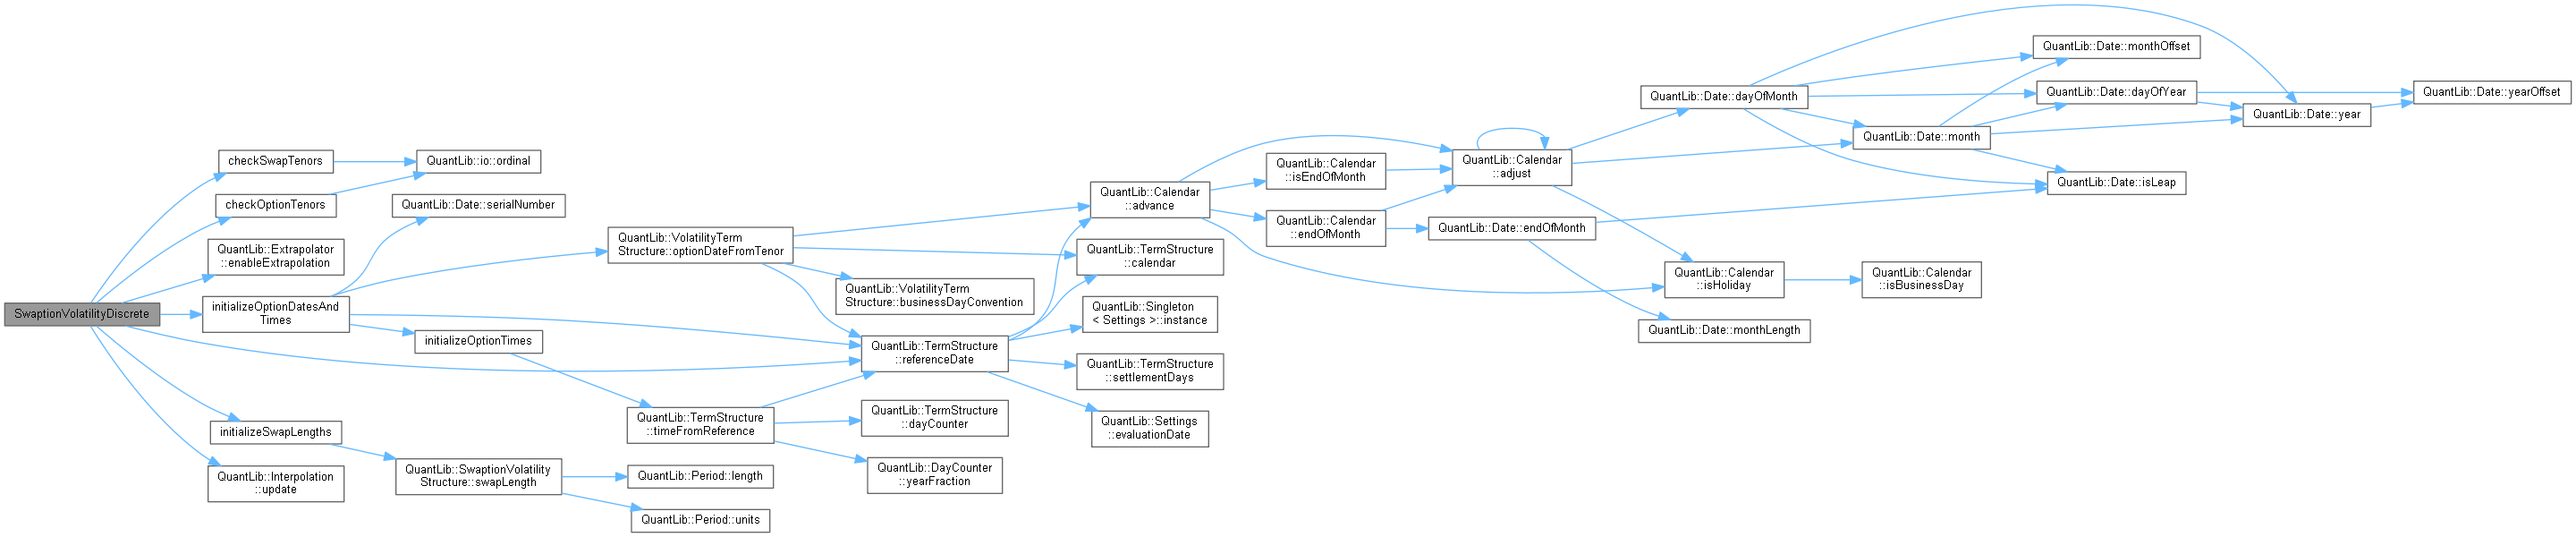 SwaptionVolatilityDiscrete
checkSwapTenors
QuantLib::io::ordinal
checkOptionTenors
QuantLib::Extrapolator
::enableExtrapolation
initializeOptionDatesAnd
Times
QuantLib::Date::serialNumber
QuantLib::VolatilityTerm
Structure::optionDateFromTenor
initializeOptionTimes
initializeSwapLengths
QuantLib::Interpolation
::update
QuantLib::SwaptionVolatility
Structure::swapLength
QuantLib::Period::length
QuantLib::Period::units
QuantLib::TermStructure
::timeFromReference
QuantLib::VolatilityTerm
Structure::businessDayConvention
QuantLib::TermStructure
::referenceDate
QuantLib::TermStructure
::dayCounter
QuantLib::DayCounter
::yearFraction
QuantLib::Calendar
::advance
QuantLib::TermStructure
::calendar
QuantLib::Singleton
< Settings >::instance
QuantLib::TermStructure
::settlementDays
QuantLib::Settings
::evaluationDate
QuantLib::Calendar
::isEndOfMonth
QuantLib::Calendar
::endOfMonth
QuantLib::Calendar
::adjust
QuantLib::Date::endOfMonth
QuantLib::Date::dayOfMonth
QuantLib::Calendar
::isHoliday
QuantLib::Date::monthLength
QuantLib::Date::month
QuantLib::Calendar
::isBusinessDay
QuantLib::Date::monthOffset
QuantLib::Date::dayOfYear
QuantLib::Date::isLeap
QuantLib::Date::year
QuantLib::Date::yearOffset